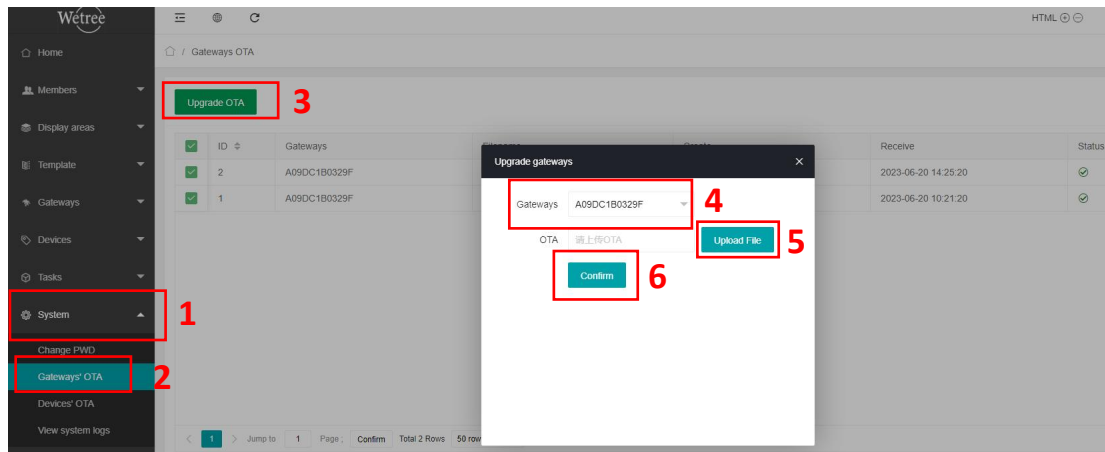 Wetree
HTML
Home
/ Gateways OTA
Members
Upgrade OTA
3
Display areas
ID
Gateways
Receive
Status
Upgrade gateways
Template
2
A09DC1B0329F
2023-06-20 14:25:20
1
A09DC1B0329F
2023-06-20 10:21:20
Gateways
Gateways
A09DC1B0329F
4
Devices
OTA
请上传OTA
Upload File
5
Tasks
Confirm
6
System
1
Change PWD
Gateways' OTA
2
Devices' OTA
View system logs
1
Jump to
1
Page ;
Confirm
Total 2 Rows
50 row